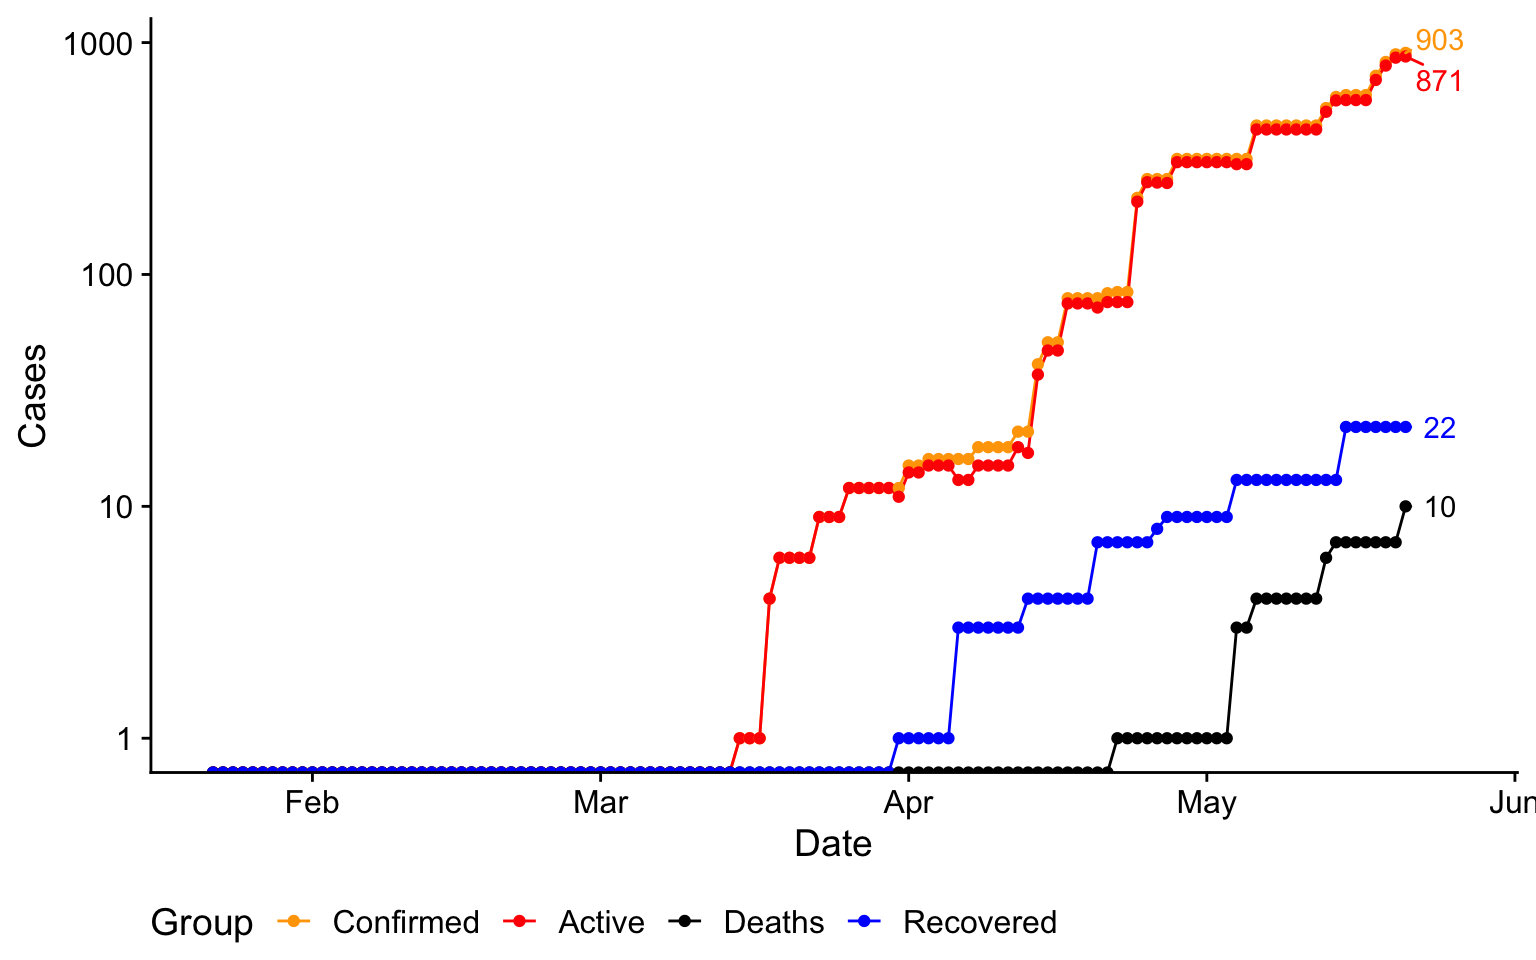 1000
100
10
1
Cases
903
871
22
10
Feb Mar Apr May Jun
Date
Group Confirmed Active Deaths Recovered